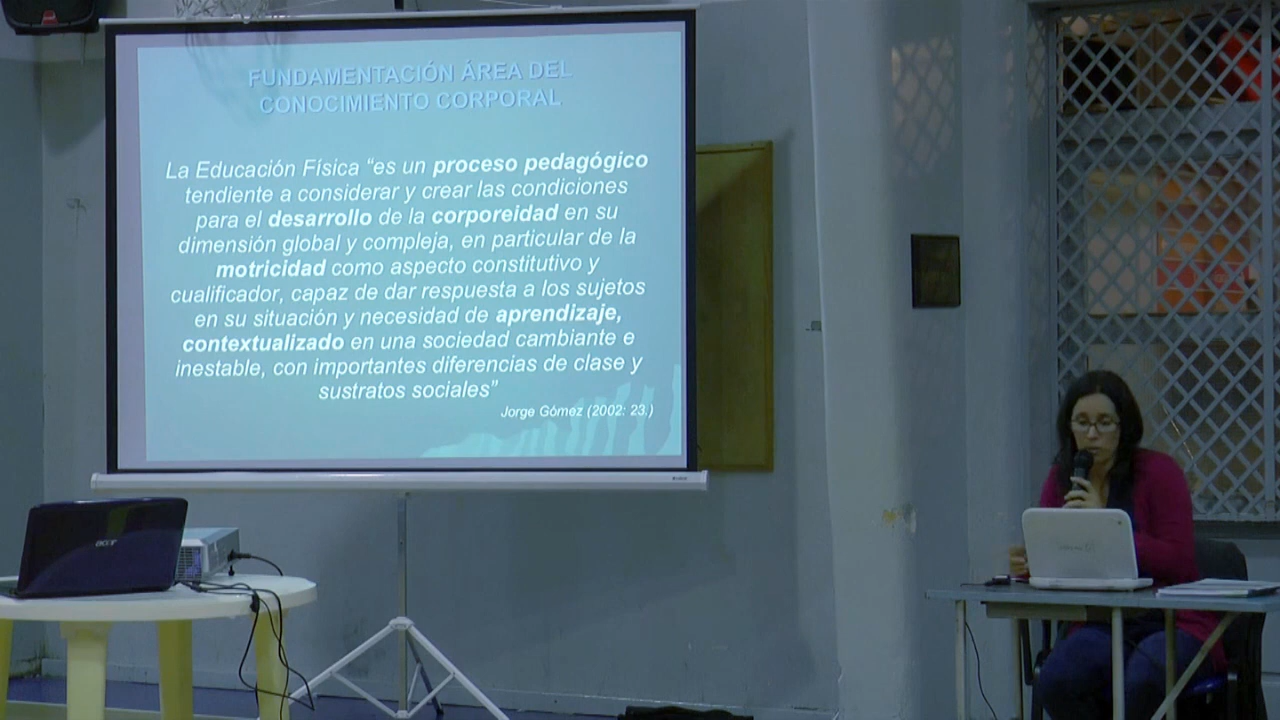 FUNDAMENTACIÓN ÁREA DEL
CONOCIMIENTO CORPORAL
La Educación Física “es un proceso pedagógico
tendiente a considerar y crear las condiciones
para el desarrollo de la corporeidad en su
dimensión global y compleja, en particular de la
motricidad como aspecto constitutivo y
cualificador, capaz de dar respuesta a los sujetos
en su situación y necesidad de aprendizaje,
contextualizado en una sociedad cambiante e
inestable, con importantes diferencias de clase y
sustratos sociales”
Jorge Gómez (2002: 23.)
acer